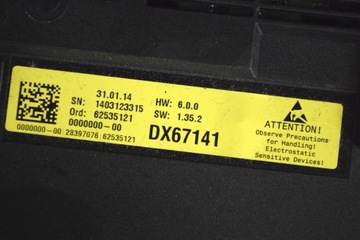 31.01.14
SN: 1403123315
Ord: 62535121
0000000-00
0000000-00 28397076 62535121
HW: 6.0.0
SW: 1.35.2
DX67141
ATTENTION!
Observe Precautions
for Handling!
Electrostatic
Sensitive Devices!